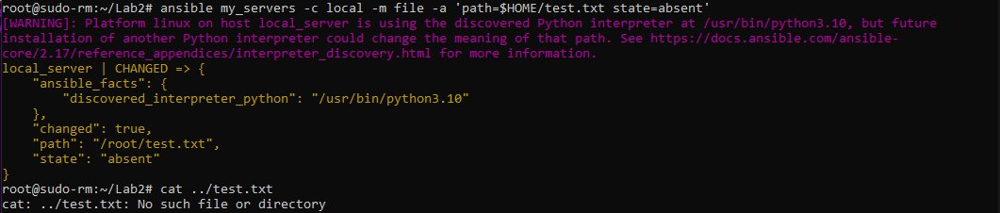 root@sudo-rm:~/Lab2# ansible my_servers -c local -m file -a 'path=$HOME/test.txt state=absent'
[WARNING]: Platform linux on host local_server is using the discovered Python interpreter at /usr/bin/python3.10, but future
installation of another Python interpreter could change the meaning of that path. See https://docs.ansible.com/ansible-
core/2.17/reference_appendices/interpreter_discovery.html for more information.
local_server | CHANGED => {
    "ansible_facts": {
        "discovered_interpreter_python": "/usr/bin/python3.10"
    },
    "changed": true,
    "path": "/root/test.txt",
    "state": "absent"
}
root@sudo-rm:~/Lab2# cat ../test.txt
cat: ../test.txt: No such file or directory